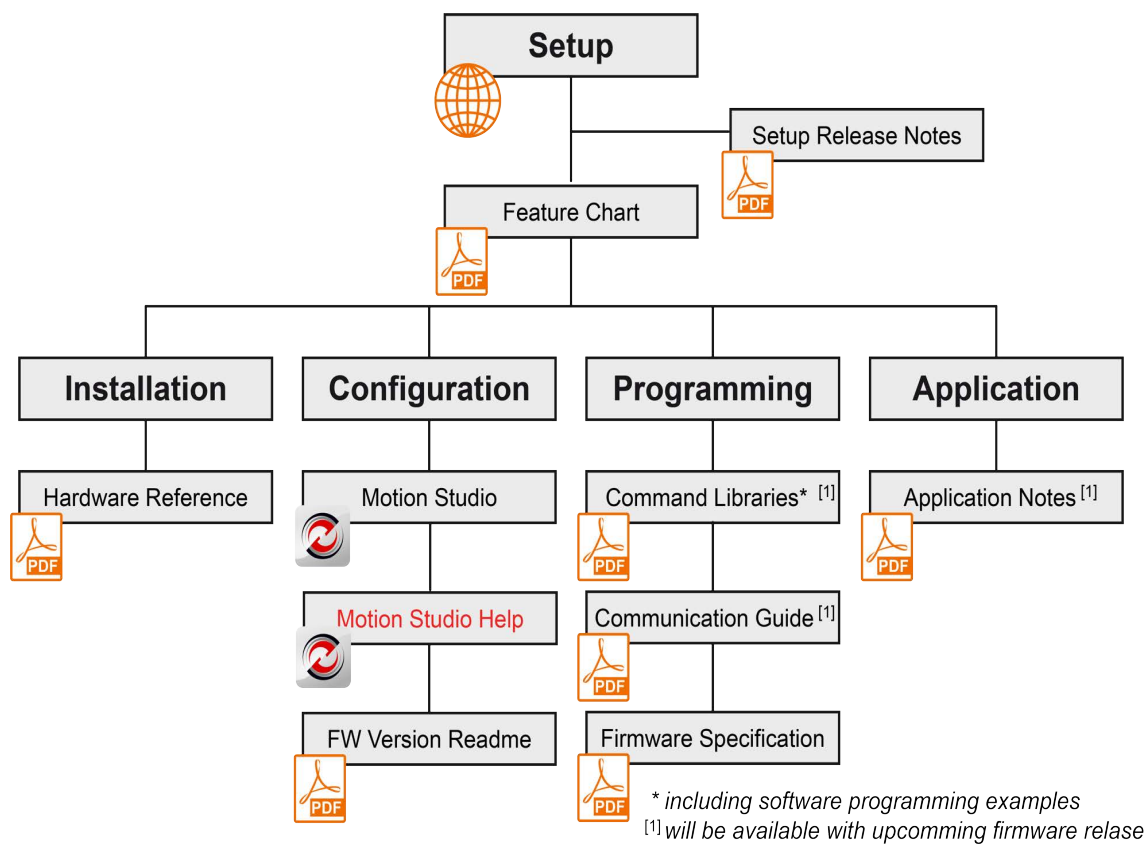 Setup
Setup Release Notes
PDF
Feature Chart
PDF
Installation
Configuration
Programming
Application
Hardware Reference
PDF
Motion Studio
Command Libraries* [1]
PDF
Application Notes [1]
PDF
Motion Studio Help
Communication Guide [1]
PDF
FW Version Readme
PDF
Firmware Specification
PDF
* including software programming examples
[1] will be available with upcomming firmware relase